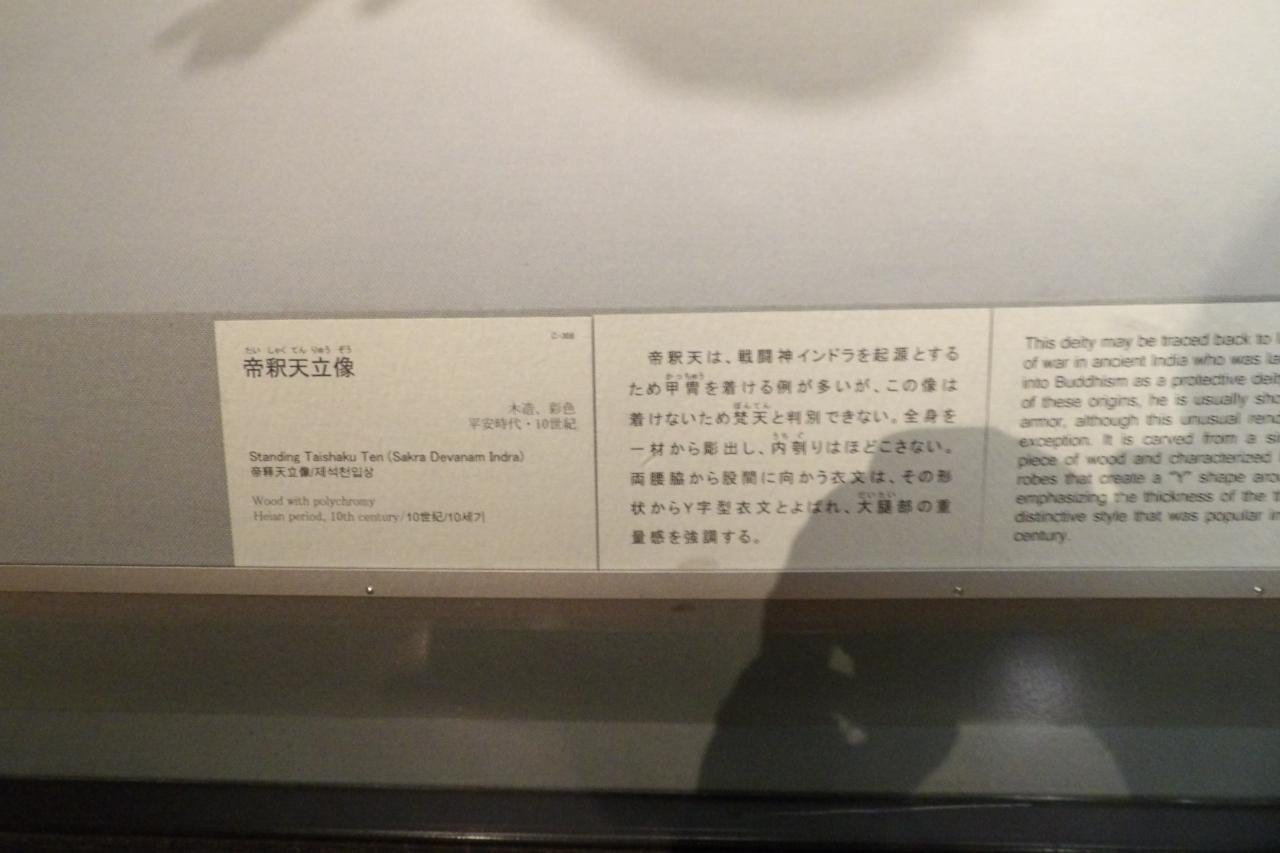 たい しゃく てん りゅう ぞう
帝釈天立像
木造、彩色
平安時代・10世紀
Standing Taishaku Ten (Sakra Devanam Indra)
帝釋天立像/제석천입상
Wood with polychromy
Heian period, 10th century/10世紀/10세기
帝釈天は、戦闘神インドラを起源とする
かっちゅう
ため甲冑を着ける例が多いが、この像は
ぼんてん
着けないため梵天と判別できない。全身を
うち ぐ
一材から彫出し、内刳りはほどこさない。
両腰脇から股間に向かう衣文は、その形
だいたい
状からY字型衣文とよばれ、大腿部の重
量感を強調する。
This deity may be traced back to
of war in ancient India who was
into Buddhism as a protective
of these origins, he is usually
armor, although this unusual
exception. It is carved from a
piece of wood and characterized
robes that create a "Y" shape
emphasizing the thickness of the
distinctive style that was popular
century.